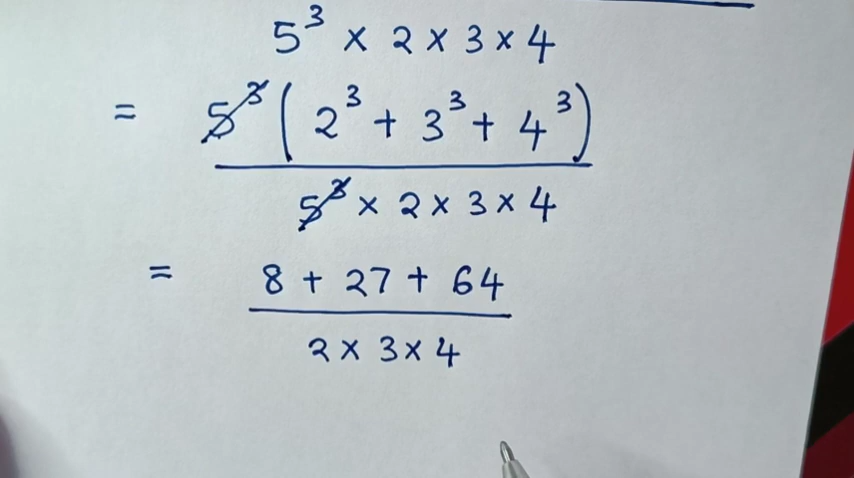 5³ × 2 × 3 × 4
= 5³ ( 2³ + 3³ + 4³ )
5³ × 2 × 3 × 4
= 8 + 27 + 64
2 × 3 × 4